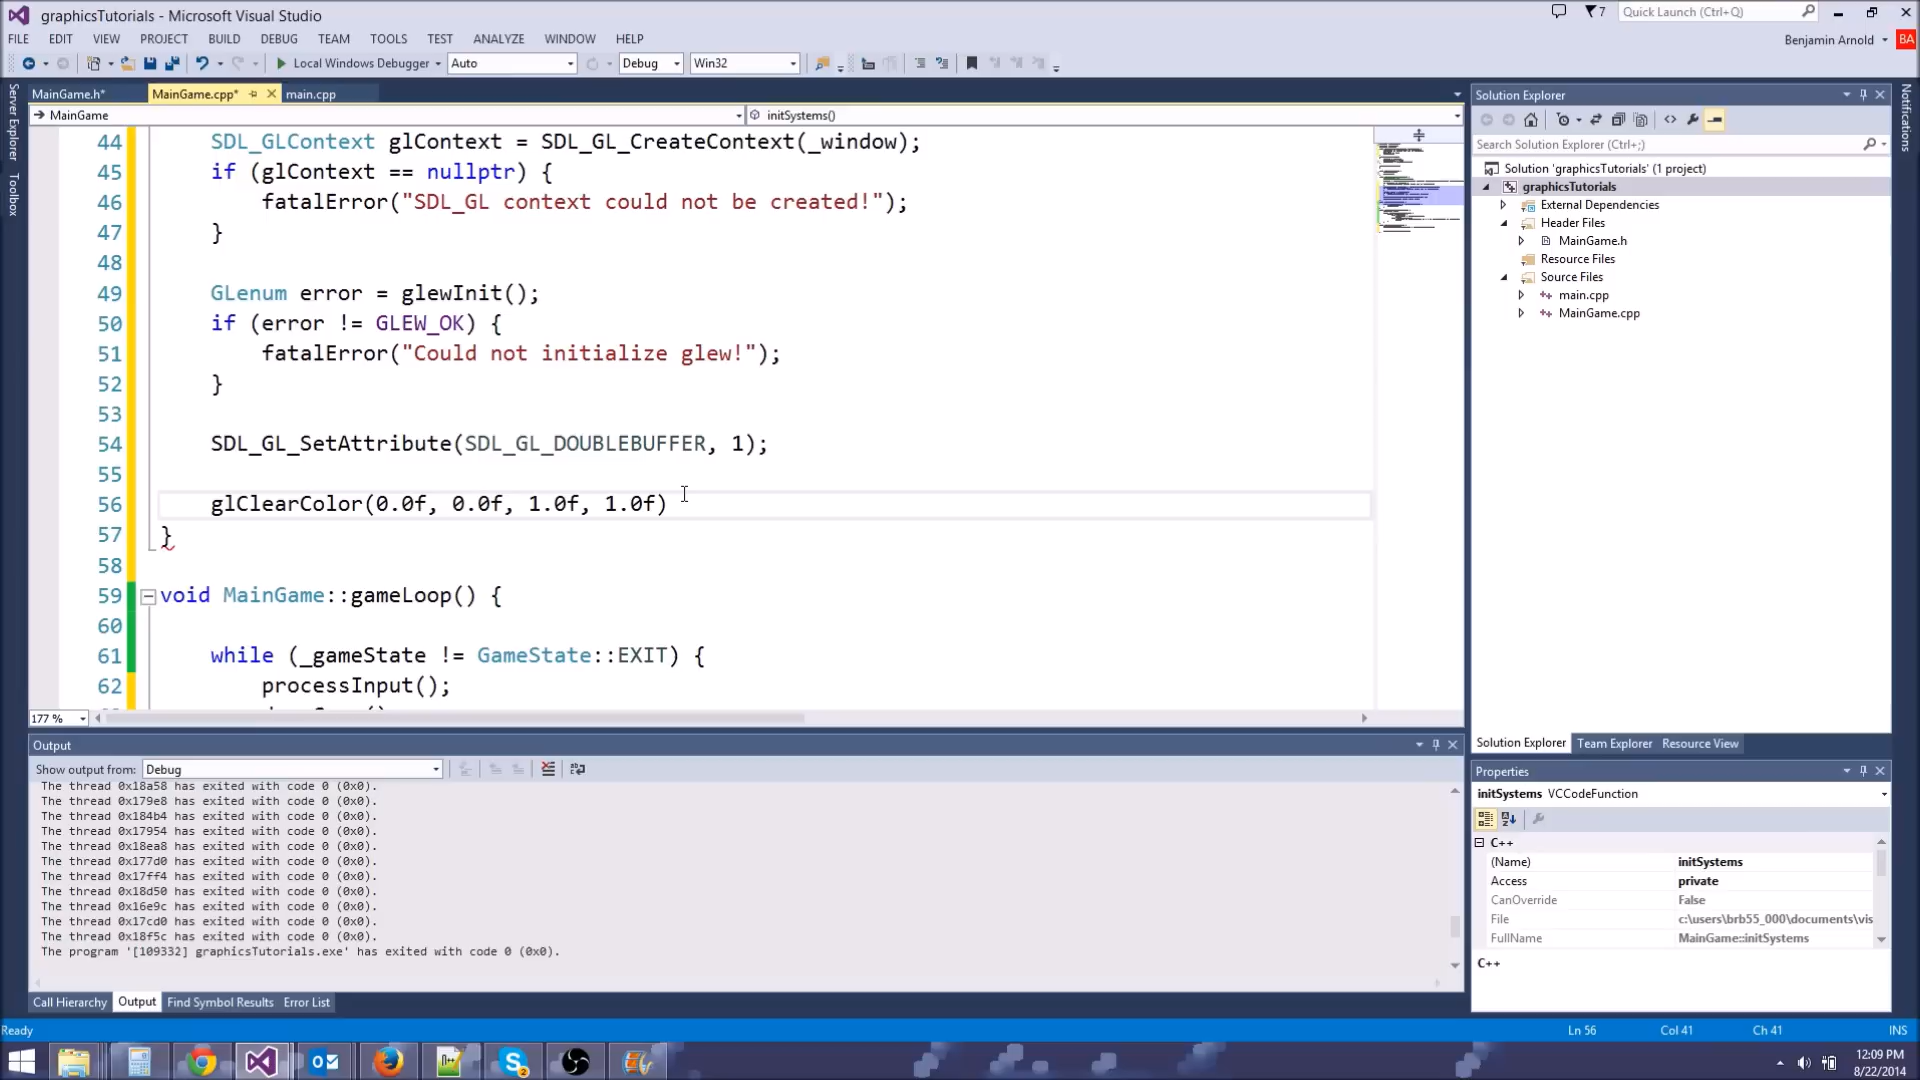 graphicsTutorials - Microsoft Visual Studio
7
Quick Launch (Ctrl+Q)
FILE EDIT VIEW PROJECT BUILD DEBUG TEAM TOOLS TEST ANALYZE WINDOW HELP
Benjamin Arnold
BA
Local Windows Debugger Auto Debug Win32
Server Explorer
Toolbox
MainGame.h* MainGame.cpp* main.cpp
MainGame initSystems()
44 SDL_GLContext glContext = SDL_GL_CreateContext(_window);
45 if (glContext == nullptr) {
46 fatalError("SDL_GL context could not be created!");
47 }
48
49 GLenum error = glewInit();
50 if (error != GLEW_OK) {
51 fatalError("Could not initialize glew!");
52 }
53
54 SDL_GL_SetAttribute(SDL_GL_DOUBLEBUFFER, 1);
55
56 glClearColor(0.0f, 0.0f, 1.0f, 1.0f)
57 }
58
59 void MainGame::gameLoop() {
60
61 while (_gameState != GameState::EXIT) {
62 processInput();
177 %
Output
Show output from: Debug
The thread 0x18a58 has exited with code 0 (0x0).
The thread 0x179e8 has exited with code 0 (0x0).
The thread 0x184b4 has exited with code 0 (0x0).
The thread 0x17954 has exited with code 0 (0x0).
The thread 0x18ea8 has exited with code 0 (0x0).
The thread 0x177d0 has exited with code 0 (0x0).
The thread 0x17ff4 has exited with code 0 (0x0).
The thread 0x18d50 has exited with code 0 (0x0).
The thread 0x16e9c has exited with code 0 (0x0).
The thread 0x17cd0 has exited with code 0 (0x0).
The thread 0x18f5c has exited with code 0 (0x0).
The program '[109332] graphicsTutorials.exe' has exited with code 0 (0x0).
Call Hierarchy Output Find Symbol Results Error List
Solution Explorer
Search Solution Explorer (Ctrl+;)
Solution 'graphicsTutorials' (1 project)
graphicsTutorials
External Dependencies
Header Files
MainGame.h
Resource Files
Source Files
main.cpp
MainGame.cpp
Solution Explorer Team Explorer Resource View
Properties
initSystems VCCodeFunction
C++
(Name) initSystems
Access private
CanOverride False
File c:\users\brb55_000\documents\vis
FullName MainGame::initSystems
C++
Notifications
Ready Ln 56 Col 41 Ch 41 INS
12:09 PM
8/22/2014